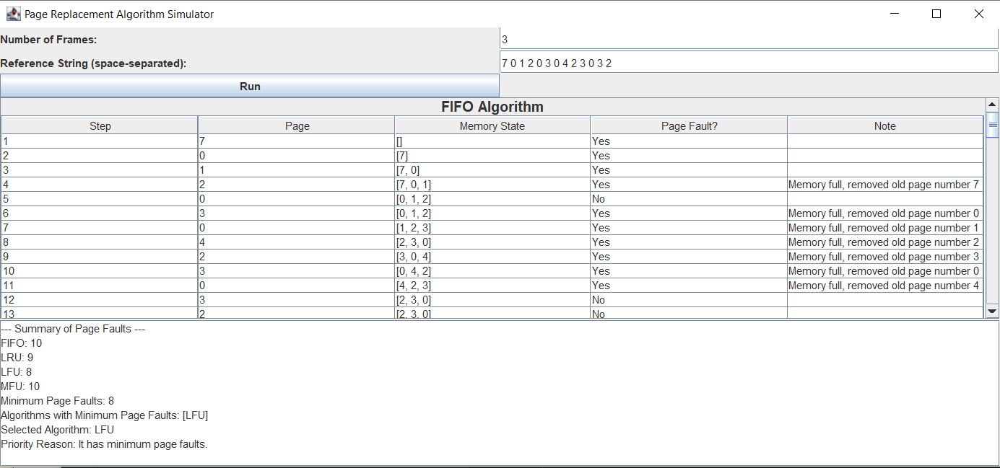 Page Replacement Algorithm Simulator
Number of Frames: 3
Reference String (space-separated): 7 0 1 2 0 3 0 4 2 3 0 3 2
Run
FIFO Algorithm
Step Page Memory State Page Fault? Note
1 7 [] Yes
2 0 [7] Yes
3 1 [7, 0] Yes
4 2 [7, 0, 1] Yes Memory full, removed old page number 7
5 0 [0, 1, 2] No
6 3 [0, 1, 2] Yes Memory full, removed old page number 0
7 0 [1, 2, 3] Yes Memory full, removed old page number 1
8 4 [2, 3, 0] Yes Memory full, removed old page number 2
9 2 [3, 0, 4] Yes Memory full, removed old page number 3
10 3 [0, 4, 2] Yes Memory full, removed old page number 0
11 0 [4, 2, 3] Yes Memory full, removed old page number 4
12 3 [2, 3, 0] No
13 2 [2, 3, 0] No
--- Summary of Page Faults ---
FIFO: 10
LRU: 9
LFU: 8
MFU: 10
Minimum Page Faults: 8
Algorithms with Minimum Page Faults: [LFU]
Selected Algorithm: LFU
Priority Reason: It has minimum page faults.